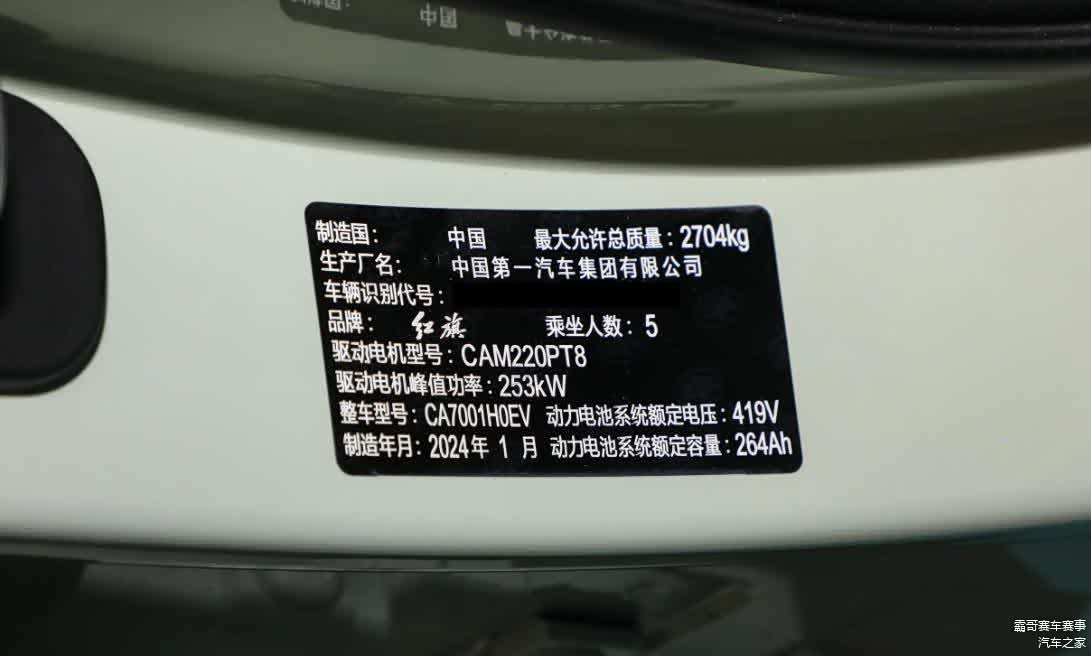 中国
制造国： 中国 最大允许总质量：2704kg
生产厂名： 中国第一汽车集团有限公司
车辆识别代号：
品牌： 红旗 乘坐人数：5
驱动电机型号：CAM220PT8
驱动电机峰值功率：253kW
整车型号：CA7001H0EV 动力电池系统额定电压：419V
制造年月：2024年 1 月 动力电池系统额定容量：264Ah
霸哥赛车赛事
汽车之家